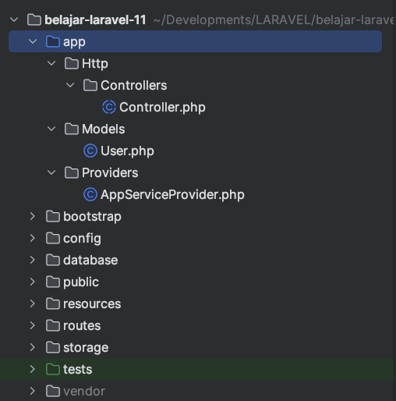 belajar-laravel-11 ~/Developments/LARAVEL/belajar-larave
app
Http
Controllers
Controller.php
Models
User.php
Providers
AppServiceProvider.php
bootstrap
config
database
public
resources
routes
storage
tests
vendor